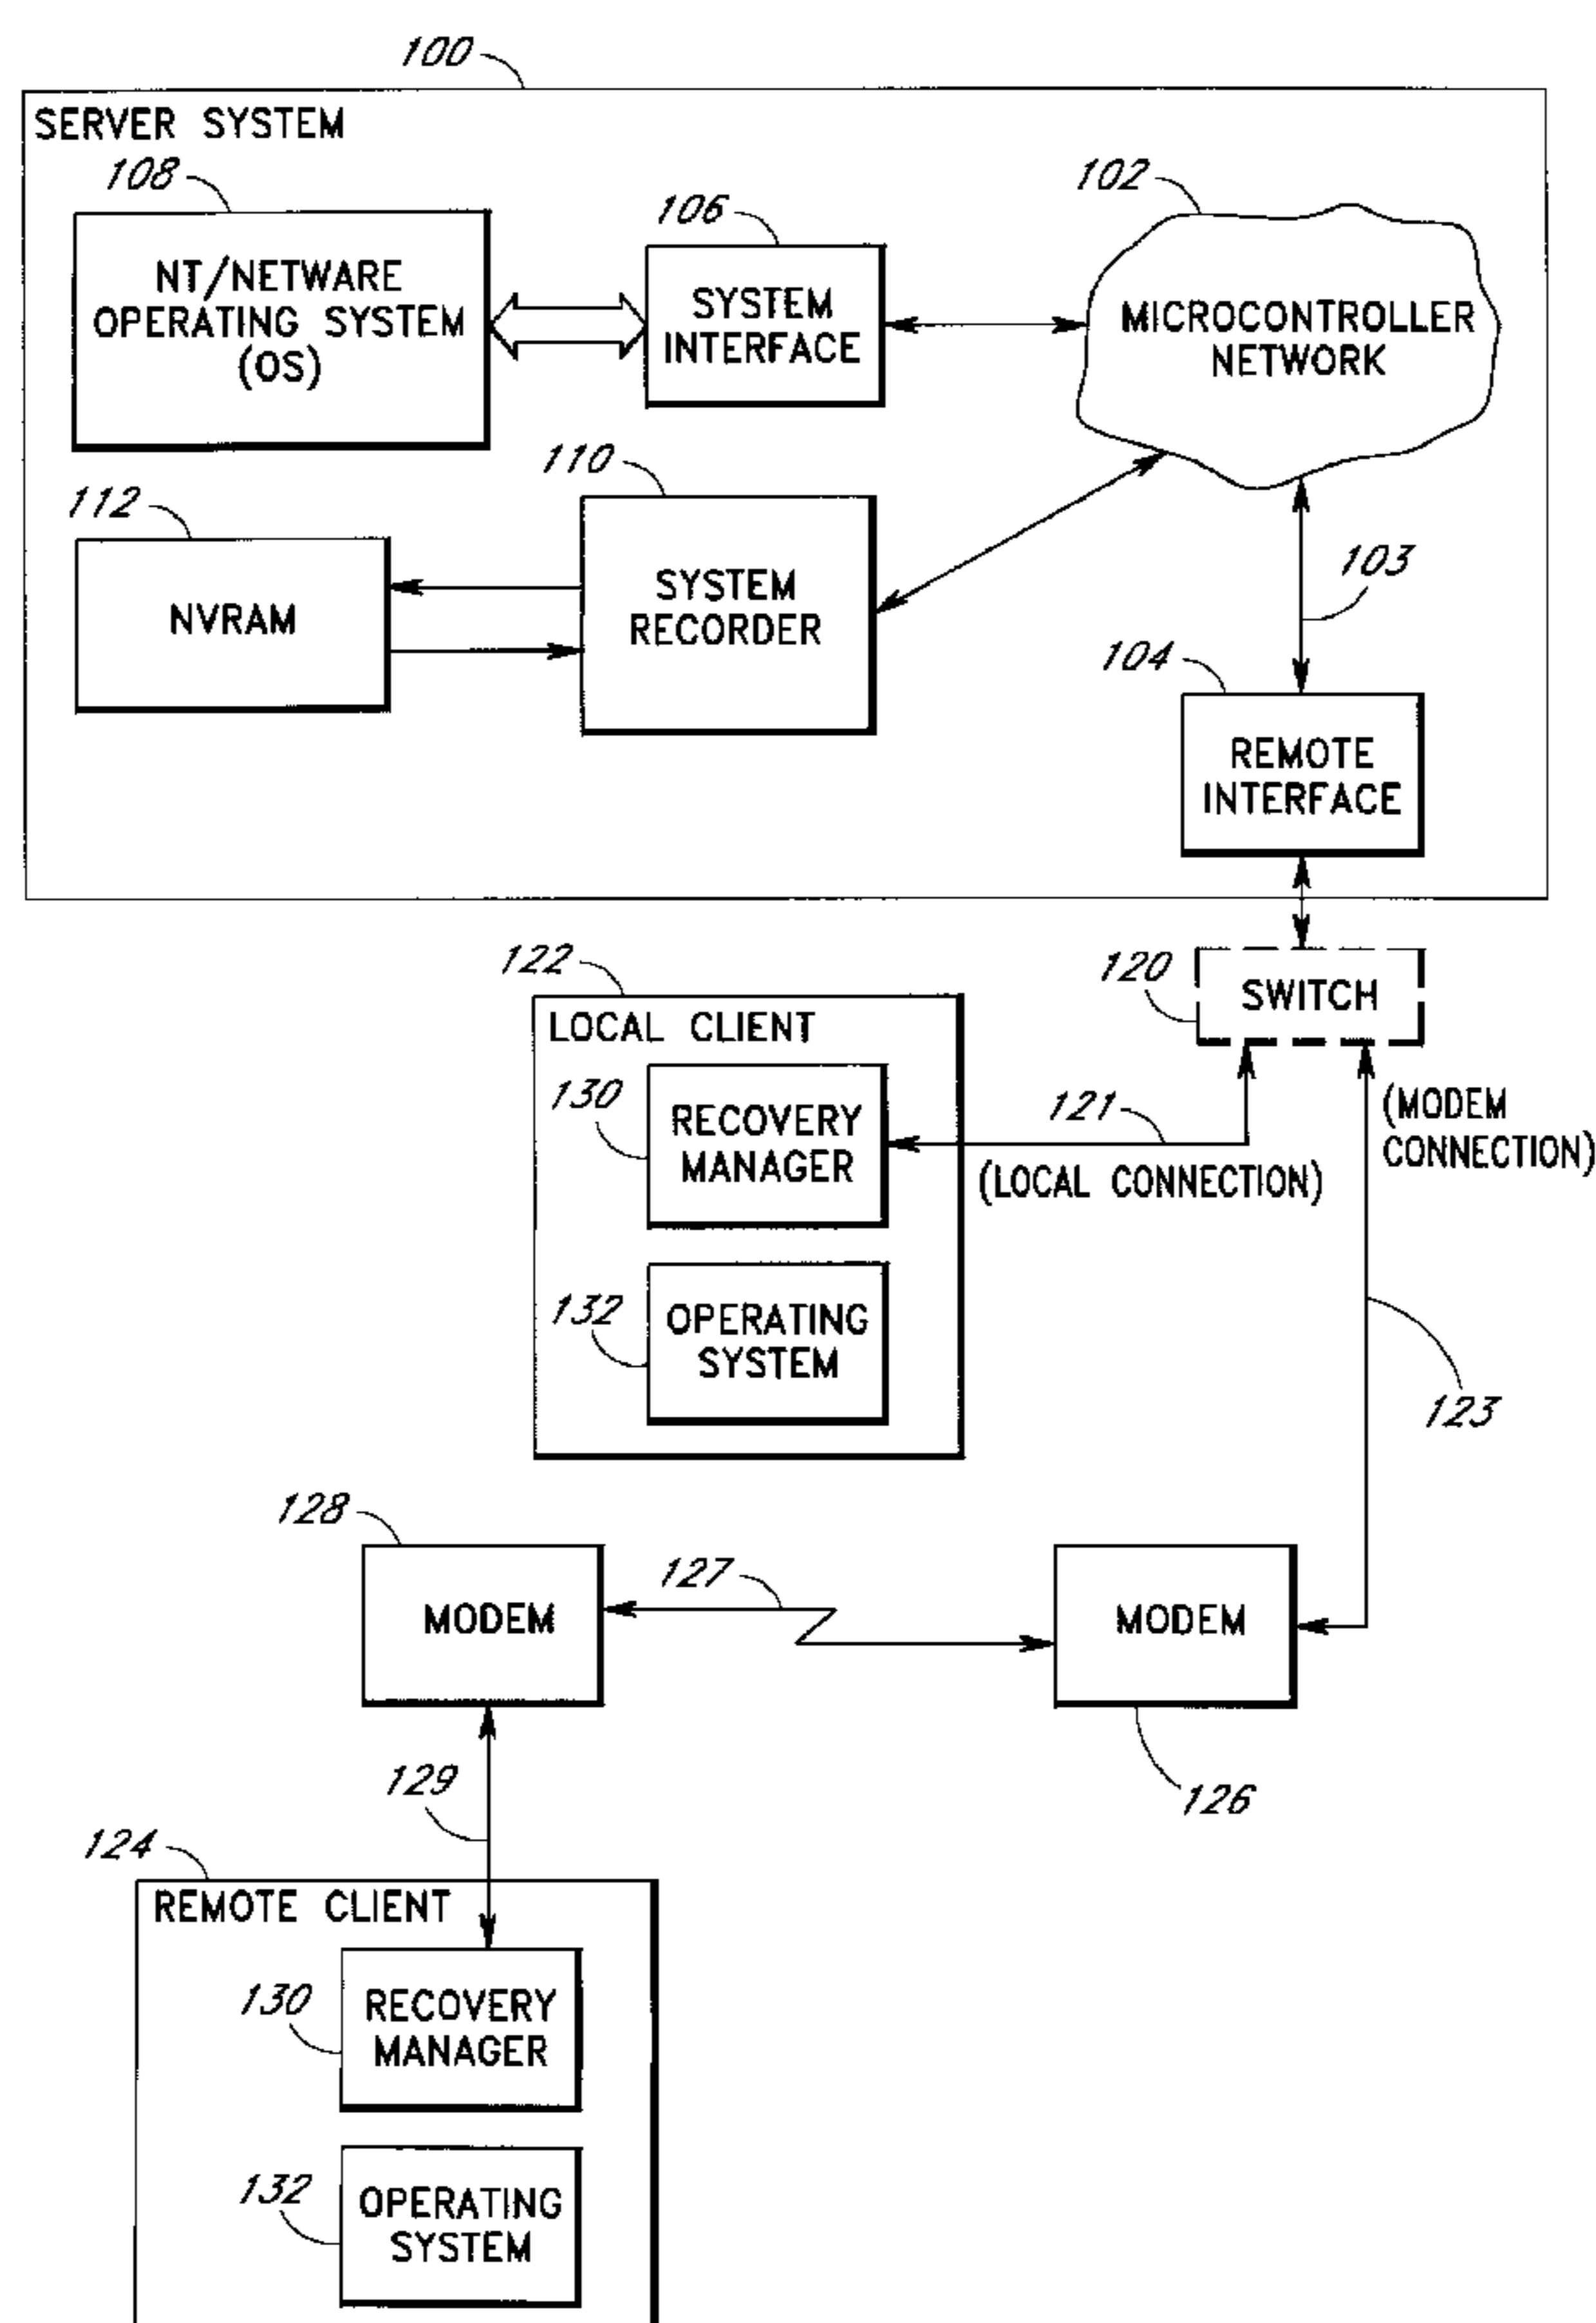 100
SERVER SYSTEM
108
NT/NETWARE
OPERATING SYSTEM
(OS)
106
SYSTEM
INTERFACE
102
MICROCONTROLLER
NETWORK
112
NVRAM
110
SYSTEM
RECORDER
103
104
REMOTE
INTERFACE
120
SWITCH
122
LOCAL CLIENT
130
RECOVERY
MANAGER
132
OPERATING
SYSTEM
121
(LOCAL CONNECTION)
(MODEM
CONNECTION)
123
128
MODEM
127
MODEM
126
129
124
REMOTE CLIENT
130
RECOVERY
MANAGER
132
OPERATING
SYSTEM